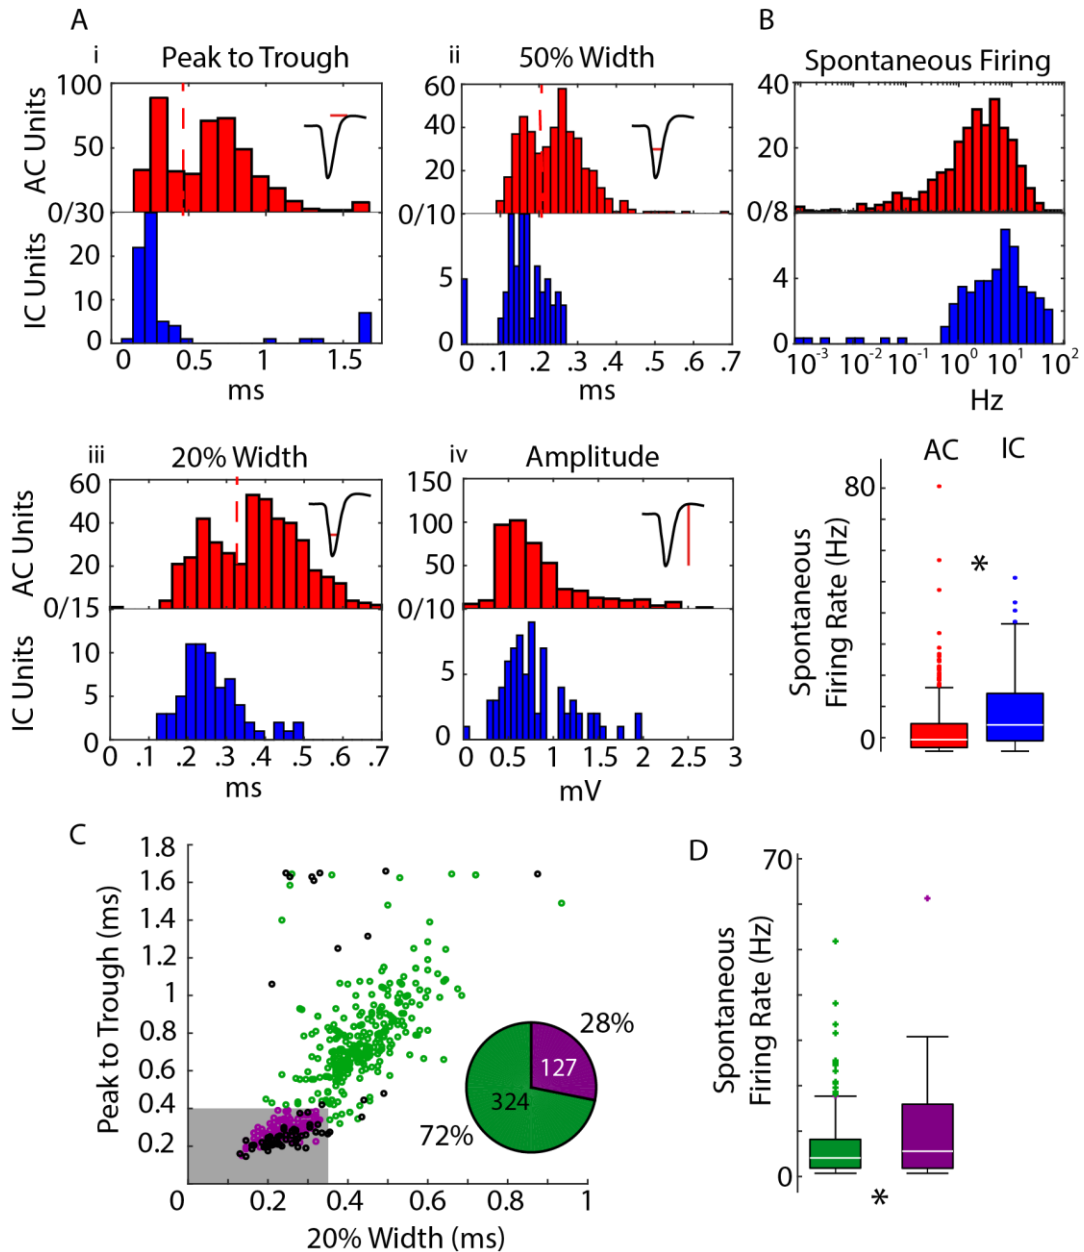 A
B
i
Peak to Trough
ii
50% Width
Spontaneous Firing
100
50
0/30
20
10
0
AC Units
IC Units
0 0.5 1 1.5
ms
60
40
20
0/10
5
0
0 .1 .2 .3 .4 .5 .6 .7
ms
40
20
0/8
4
0
10-3 10-2 10-1 100 101 102
Hz
iii
20% Width
iv
Amplitude
60
40
20
0/15
10
5
0
AC Units
IC Units
0 .1 .2 .3 .4 .5 .6 .7
ms
150
100
50
0/10
5
0
0 0.5 1 1.5 2 2.5 3
mV
AC IC
80
0
*
Spontaneous
Firing Rate (Hz)
C
1.8
1.6
1.4
1.2
1
0.8
0.6
0.4
0.2
0 0.2 0.4 0.6 0.8 1
Peak to Trough (ms)
20% Width (ms)
28%
127
324
72%
D
70
0
Spontaneous
Firing Rate (Hz)
*